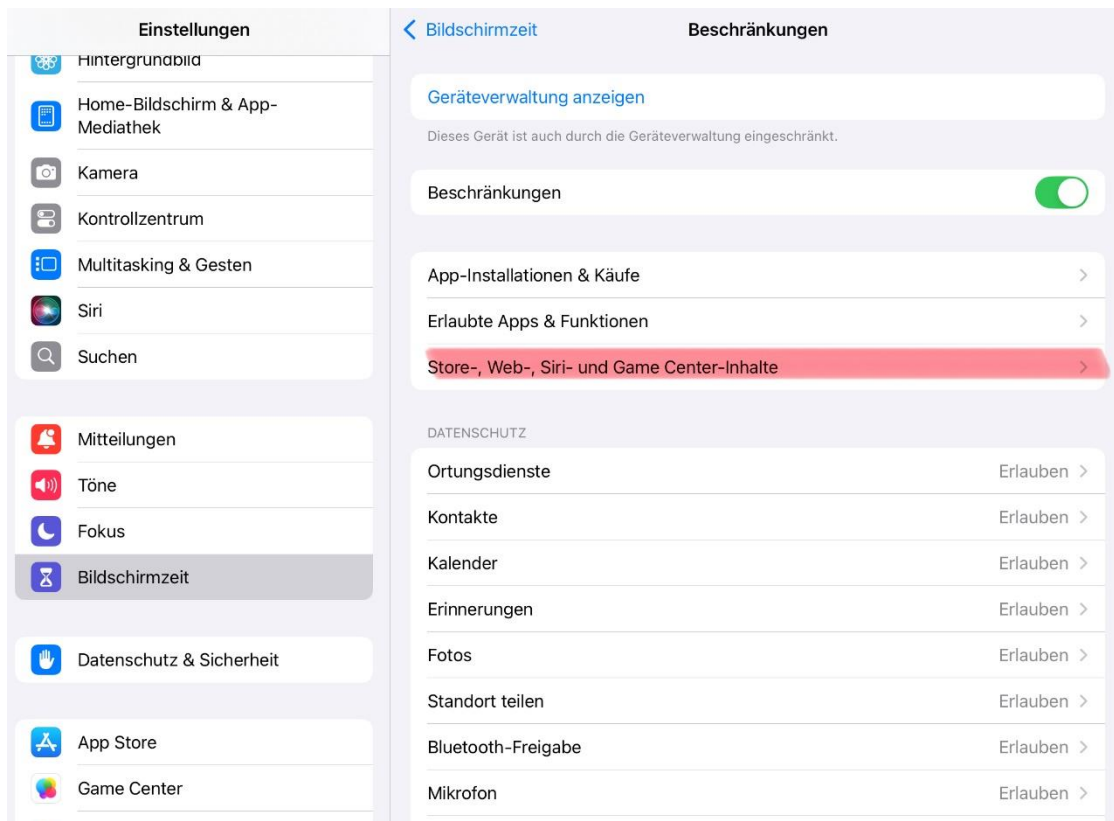 Einstellungen
Hintergrundbild
Home-Bildschirm & App-
Mediathek
Kamera
Kontrollzentrum
Multitasking & Gesten
Siri
Suchen
Mitteilungen
Töne
Fokus
Bildschirmzeit
Datenschutz & Sicherheit
App Store
Game Center
Bildschirmzeit
Beschränkungen
Geräteverwaltung anzeigen
Dieses Gerät ist auch durch die Geräteverwaltung eingeschränkt.
Beschränkungen
App-Installationen & Käufe
Erlaubte Apps & Funktionen
Store-, Web-, Siri- und Game Center-Inhalte
DATENSCHUTZ
Ortungsdienste Erlauben
Kontakte Erlauben
Kalender Erlauben
Erinnerungen Erlauben
Fotos Erlauben
Standort teilen Erlauben
Bluetooth-Freigabe Erlauben
Mikrofon Erlauben